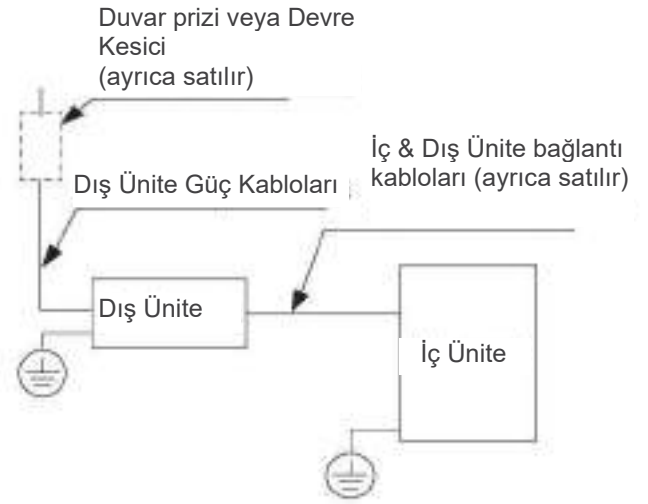 Duvar prizi veya Devre
Kesici
(ayrıca satılır)
İç & Dış Ünite bağlantı
kabloları (ayrıca satılır)
Dış Ünite Güç Kabloları
Dış Ünite
İç Ünite